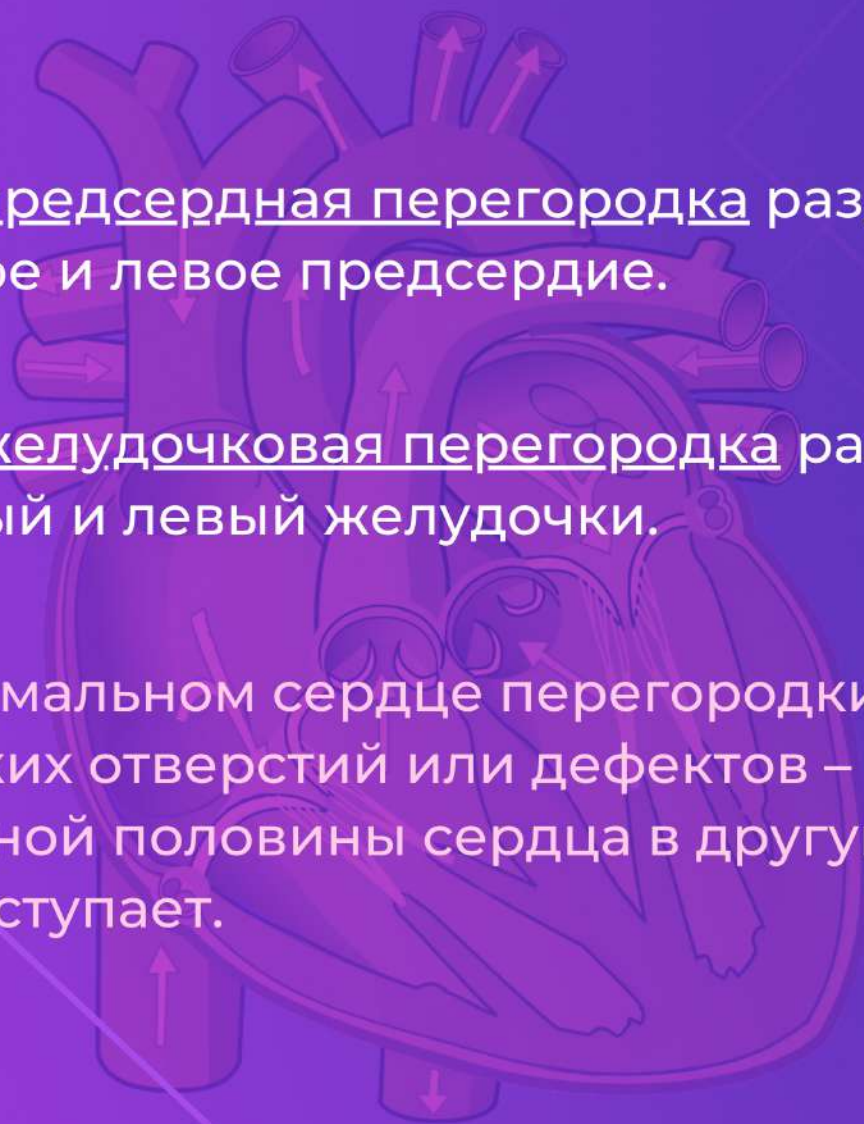 редсердная перегородка раз
ое и левое предсердие.
желудочковая перегородка ра
ый и левый желудочки.
мальном сердце перегородки
ких отверстий или дефектов –
ной половины сердца в другу
ступает.